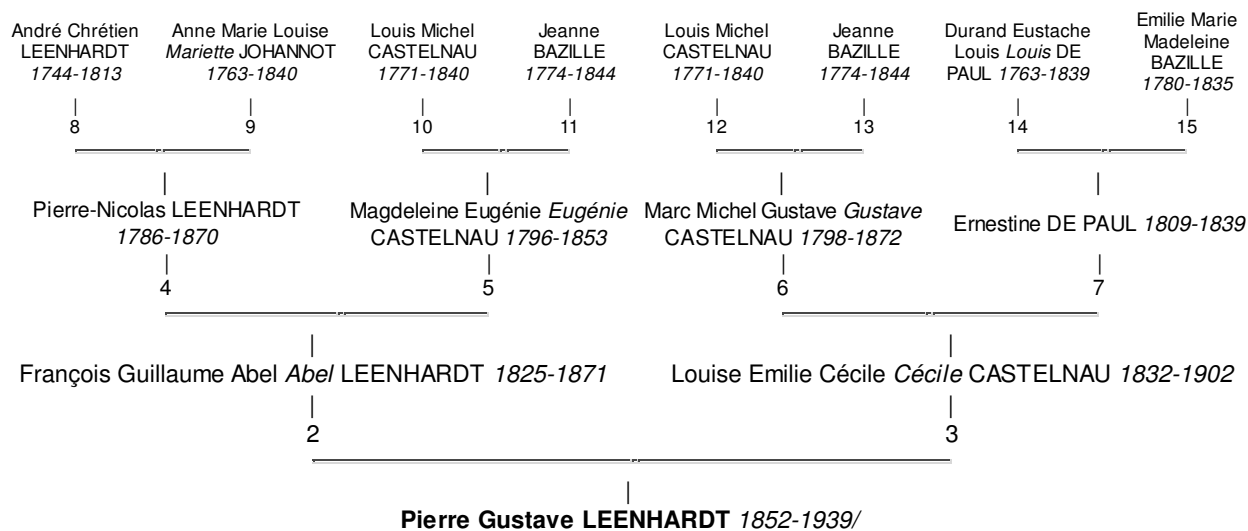 André Chrétien
LEENHARDT
1744-1813
Anne Marie Louise
Mariette JOHANNOT
1763-1840
Louis Michel
CASTELNAU
1771-1840
Jeanne
BAZILLE
1774-1844
Louis Michel
CASTELNAU
1771-1840
Jeanne
BAZILLE
1774-1844
Durand Eustache
Louis Louis DE
PAUL 1763-1839
Emilie Marie
Madeleine
BAZILLE
1780-1835
8
9
10
11
12
13
14
15
Pierre-Nicolas LEENHARDT
1786-1870
Magdeleine Eugénie Eugénie
CASTELNAU 1796-1853
Marc Michel Gustave Gustave
CASTELNAU 1798-1872
Ernestine DE PAUL 1809-1839
4
5
6
7
François Guillaume Abel Abel LEENHARDT 1825-1871
Louise Emilie Cécile Cécile CASTELNAU 1832-1902
2
3
Pierre Gustave LEENHARDT 1852-1939/